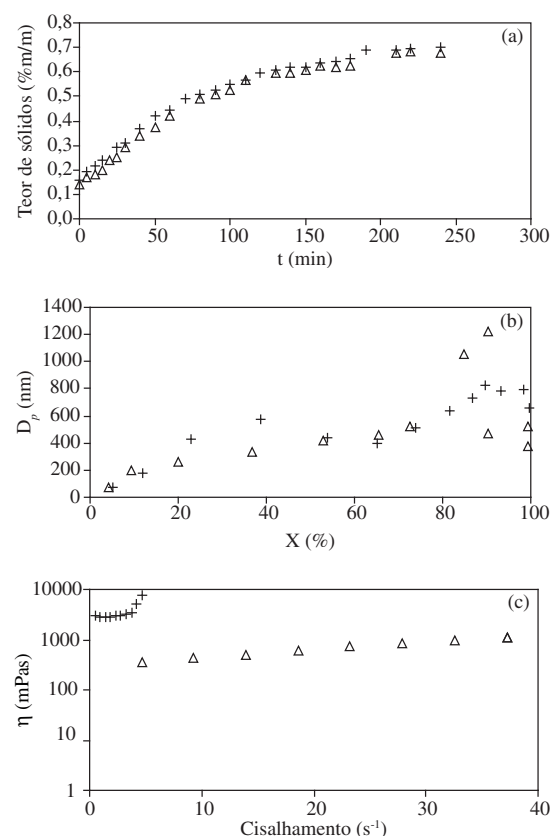 (a)
Teor de sólidos (%m/m)
0,8
0,7
0,6
0,5
0,4
0,3
0,2
0,1
0,0
0 50 100 150 200 250 300
t (min)
(b)
D_p (nm)
1400
1200
1000
800
600
400
200
0
0 20 40 60 80 100
X (%)
(c)
η (mPas)
10000
1000
100
10
1
0 10 20 30 40
Cisalhamento (s⁻¹)